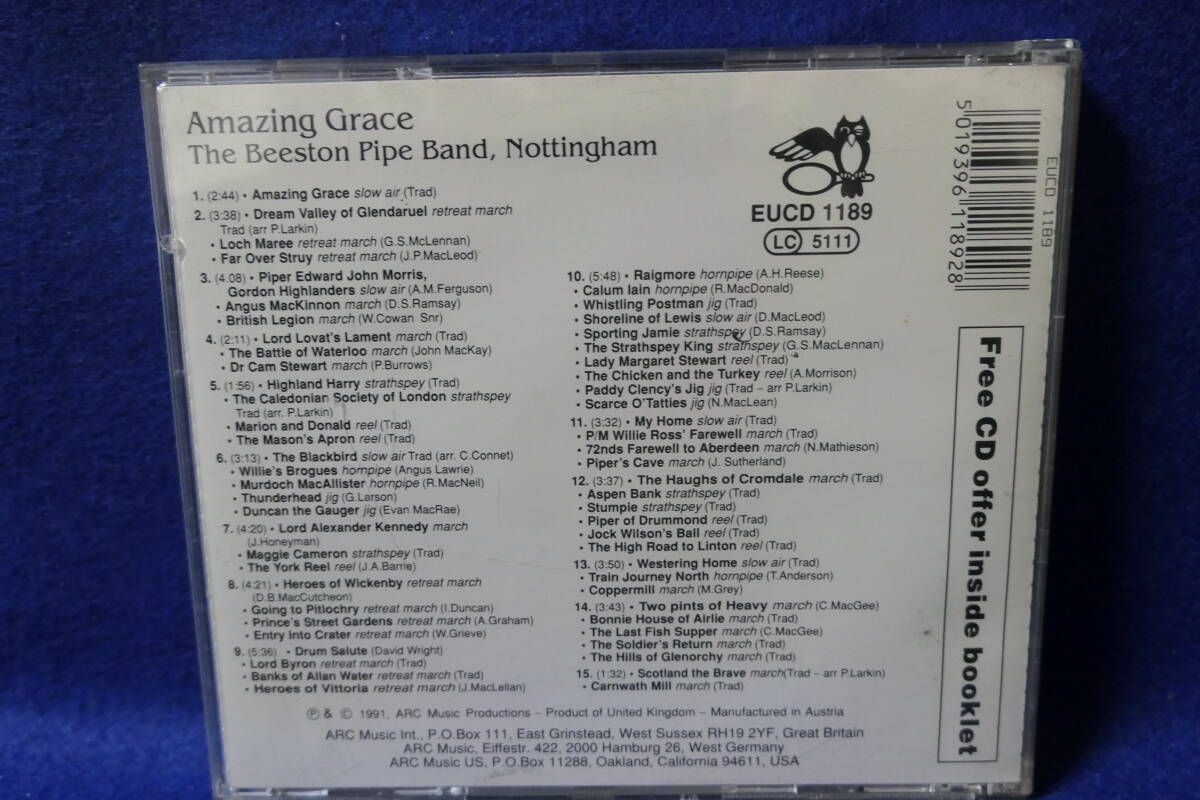 Amazing Grace
The Beeston Pipe Band, Nottingham
1. (2:44) • Amazing Grace slow air (Trad)
2. (3:38) • Dream Valley of Glendaruel retreat march
Trad (arr P.Larkin)
• Loch Maree retreat march (G.S.McLennan)
• Far Over Struy retreat march (J.P.MacLeod)
3. (4.08) • Piper Edward John Morris,
Gordon Highlanders slow air (A.M.Ferguson)
• Angus MacKinnon march (D.S.Ramsay)
• British Legion march (W.Cowan Snr)
4. (2:11) • Lord Lovat's Lament march (Trad)
• The Battle of Waterloo march (John MacKay)
• Dr Cam Stewart march (P.Burrows)
5. (1:56) • Highland Harry strathspey (Trad)
• The Caledonian Society of London strathspey
Trad (arr. P.Larkin)
• Marion and Donald reel (Trad)
• The Mason's Apron reel (Trad)
6. (3:13) • The Blackbird slow air Trad (arr. C.Connet)
• Willie's Brogues hornpipe (Angus Lawrie)
• Murdoch MacAllister hornpipe (R.MacNeil)
• Thunderhead jig (G.Larson)
• Duncan the Gauger jig (Evan MacRae)
7. (4:20) • Lord Alexander Kennedy march
(J.Honeyman)
• Maggie Cameron strathspey (Trad)
• The York Reel reel (J.A.Barrie)
8. (4:21) • Heroes of Wickenby retreat march
(D.B.MacCutcheon)
• Going to Pitlochry retreat march (I.Duncan)
• Prince's Street Gardens retreat march (A.Graham)
• Entry Into Crater retreat march (W.Grieve)
9. (5:36) • Drum Salute (David Wright)
• Lord Byron retreat march (Trad)
• Banks of Allan Water retreat march (Trad)
• Heroes of Vittoria retreat march (J.MacLellan)
10. (5:48) • Raigmore hornpipe (A.H.Reese)
• Calum Iain hornpipe (R.MacDonald)
• Whistling Postman jig (Trad)
• Shoreline of Lewis slow air (D.MacLeod)
• Sporting Jamie strathspey (D.S.Ramsay)
• The Strathspey King strathspey (G.S.MacLennan)
• Lady Margaret Stewart reel (Trad)
• The Chicken and the Turkey reel (A.Morrison)
• Paddy Clency's Jig jig (Trad – arr P.Larkin)
• Scarce O'Tatties jig (N.MacLean)
11. (3:32) • My Home slow air (Trad)
• P/M Willie Ross' Farewell march (Trad)
• 72nds Farewell to Aberdeen march (N.Mathieson)
• Piper's Cave march (J. Sutherland)
12. (3:37) • The Haughs of Cromdale march (Trad)
• Aspen Bank strathspey (Trad)
• Stumpie strathspey (Trad)
• Piper of Drummond reel (Trad)
• Jock Wilson's Ball reel (Trad)
• The High Road to Linton reel (Trad)
13. (3:50) • Westering Home slow air (Trad)
• Train Journey North hornpipe (T.Anderson)
• Coppermill march (M.Grey)
14. (3:43) • Two pints of Heavy march (C.MacGee)
• Bonnie House of Airlie march (Trad)
• The Last Fish Supper march (C.MacGee)
• The Soldier's Return march (Trad)
• The Hills of Glenorchy march (Trad)
15. (1:32) • Scotland the Brave march(Trad – arr P.Larkin)
• Carnwath Mill march (Trad)
EUCD 1189
LC 5111
5 019396 118928
EUCD 1189
Free CD offer inside booklet
℗ & © 1991, ARC Music Productions – Product of United Kingdom – Manufactured in Austria
ARC Music Int., P.O.Box 111, East Grinstead, West Sussex RH19 2YF, Great Britain
ARC Music, Eiffestr. 422, 2000 Hamburg 26, West Germany
ARC Music US, P.O.Box 11288, Oakland, California 94611, USA